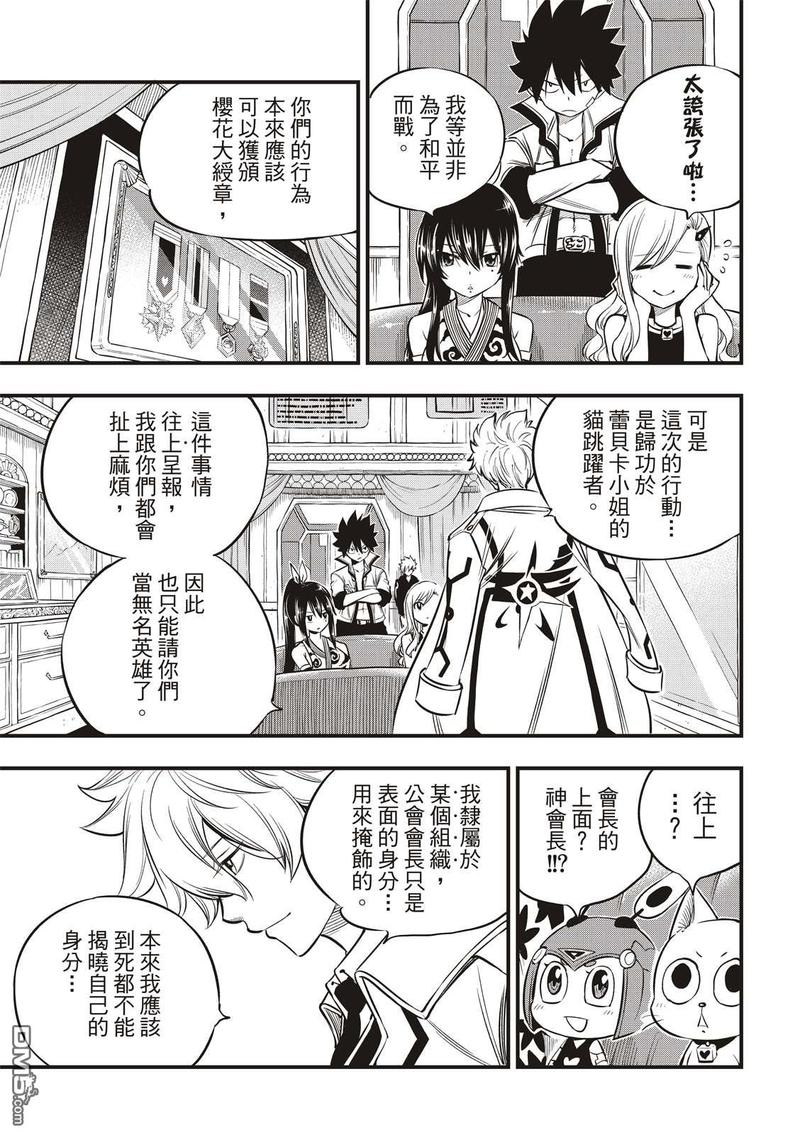 太誇張了啦…
我等並非
為了和平
而戰。
你們的行為
本來應該
可以獲頒
櫻花大綬章，
可是
這次的行動…
是歸功於
蕾貝卡小姐的
貓跳躍者。
這件事情
往上呈報，
我跟你們都會
扯上麻煩，
因此
也只能請你們
當無名英雄了。
往上
…？
會長的
上面？
神會長!!?
我隸屬於
某個組織，
公會會長只是
表面的身分…
用來掩飾的。
本來我應該
到死都不能
揭曉自己的
身分…
DM5.com